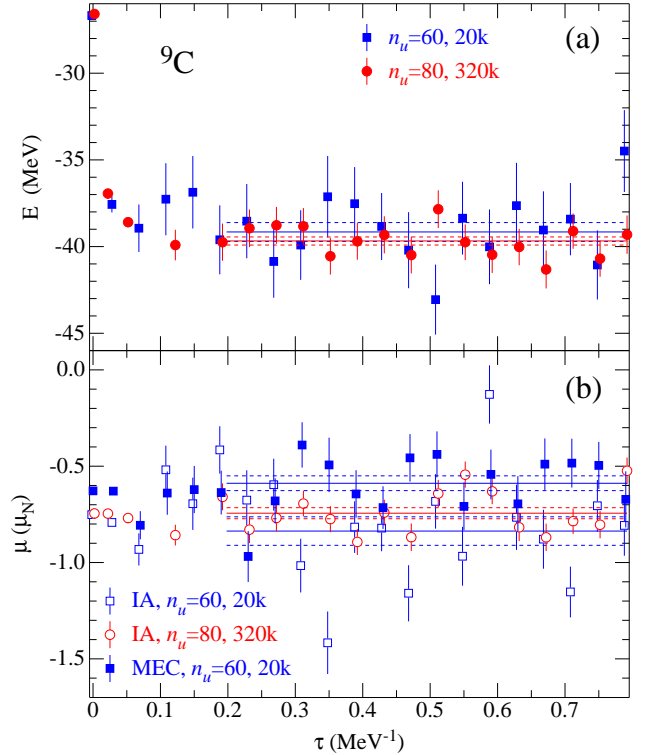 ⁹C
(a)
n_u=60, 20k
n_u=80, 320k
E (MeV)
-30
-35
-40
-45
(b)
0.0
-0.5
-1.0
-1.5
μ (μ_N)
IA, n_u=60, 20k
IA, n_u=80, 320k
MEC, n_u=60, 20k
0 0.1 0.2 0.3 0.4 0.5 0.6 0.7
τ (MeV⁻¹)